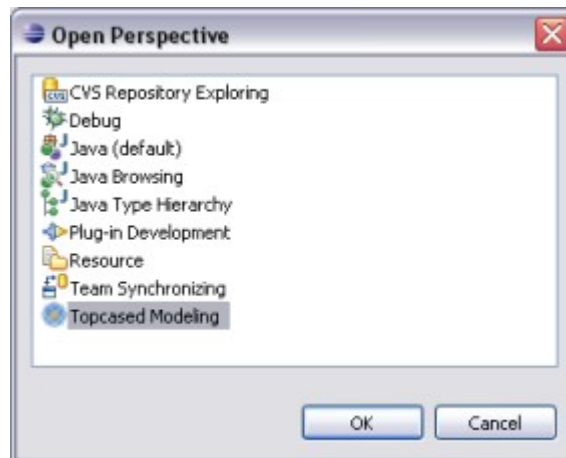 Open Perspective
CVS Repository Exploring
Debug
Java (default)
Java Browsing
Java Type Hierarchy
Plug-in Development
Resource
Team Synchronizing
Topcased Modeling
OK Cancel